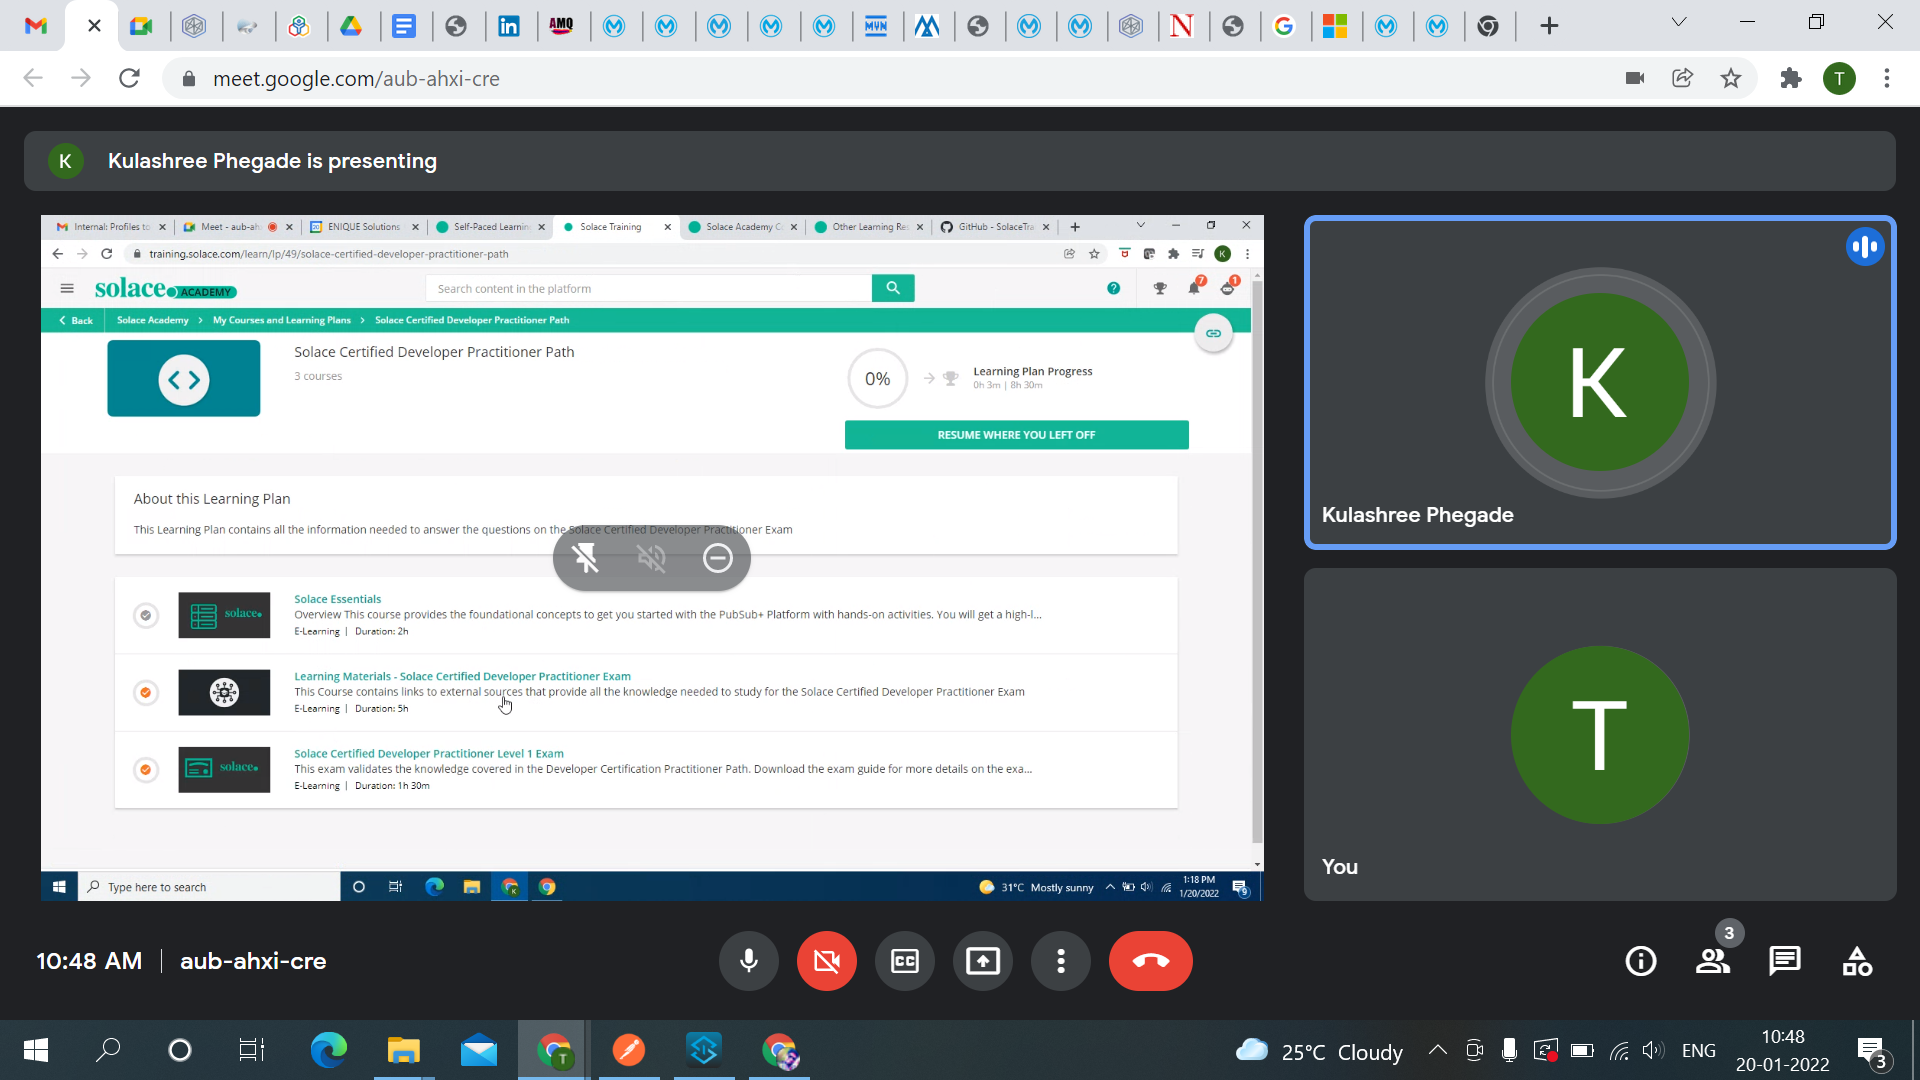 AMQ
MVN
meet.google.com/aub-ahxi-cre
T
K
Kulashree Phegade is presenting
Internal: Profiles to
Meet - aub-ah
ENIQUE Solutions
Self-Paced Learnin
Solace Training
Solace Academy C
Other Learning Re
GitHub - SolaceTra
training.solace.com/learn/lp/49/solace-certified-developer-practitioner-path
K
solace ACADEMY
Search content in the platform
7
1
Back
Solace Academy > My Courses and Learning Plans > Solace Certified Developer Practitioner Path
Solace Certified Developer Practitioner Path
3 courses
0%
Learning Plan Progress
0h 3m | 8h 30m
RESUME WHERE YOU LEFT OFF
About this Learning Plan
This Learning Plan contains all the information needed to answer the questions on the Solace Certified Developer Practitioner Exam
solace
Solace Essentials
Overview This course provides the foundational concepts to get you started with the PubSub+ Platform with hands-on activities. You will get a high-l...
E-Learning | Duration: 2h
Learning Materials - Solace Certified Developer Practitioner Exam
This Course contains links to external sources that provide all the knowledge needed to study for the Solace Certified Developer Practitioner Exam
E-Learning | Duration: 5h
solace
Solace Certified Developer Practitioner Level 1 Exam
This exam validates the knowledge covered in the Developer Certification Practitioner Path. Download the exam guide for more details on the exa...
E-Learning | Duration: 1h 30m
Type here to search
31°C Mostly sunny
1:18 PM
1/20/2022
9
K
Kulashree Phegade
T
You
10:48 AM | aub-ahxi-cre
CC
3
T
25°C Cloudy
ENG
10:48
20-01-2022
3